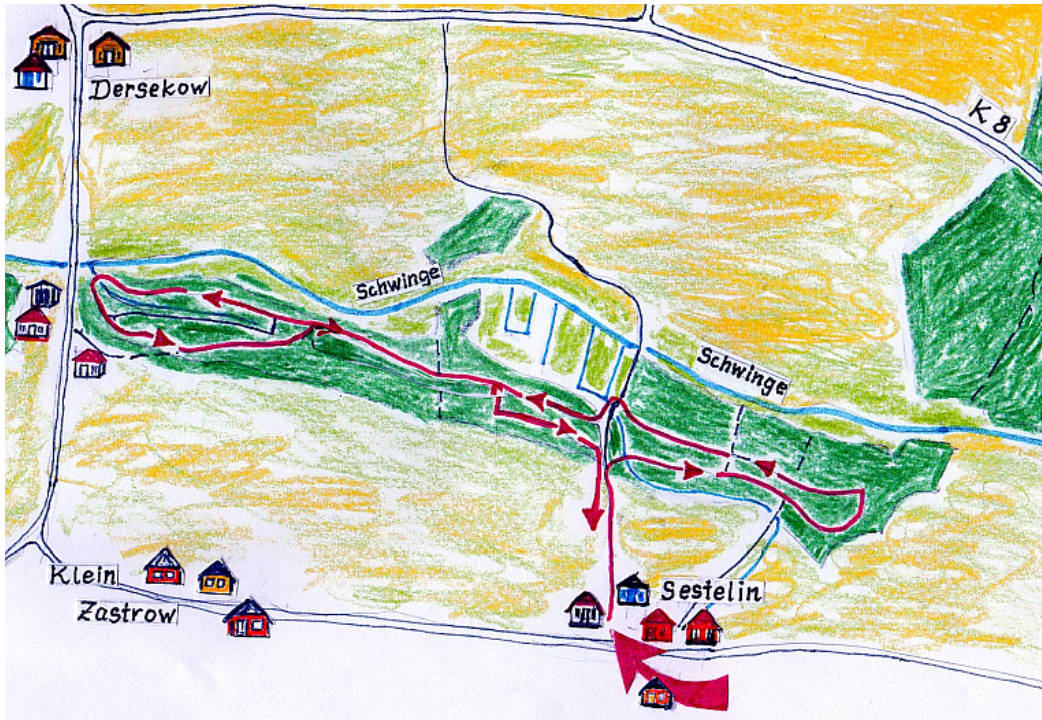 Dersekow
K 8
Schwinge
Schwinge
Klein
Zastrow
Sestelin